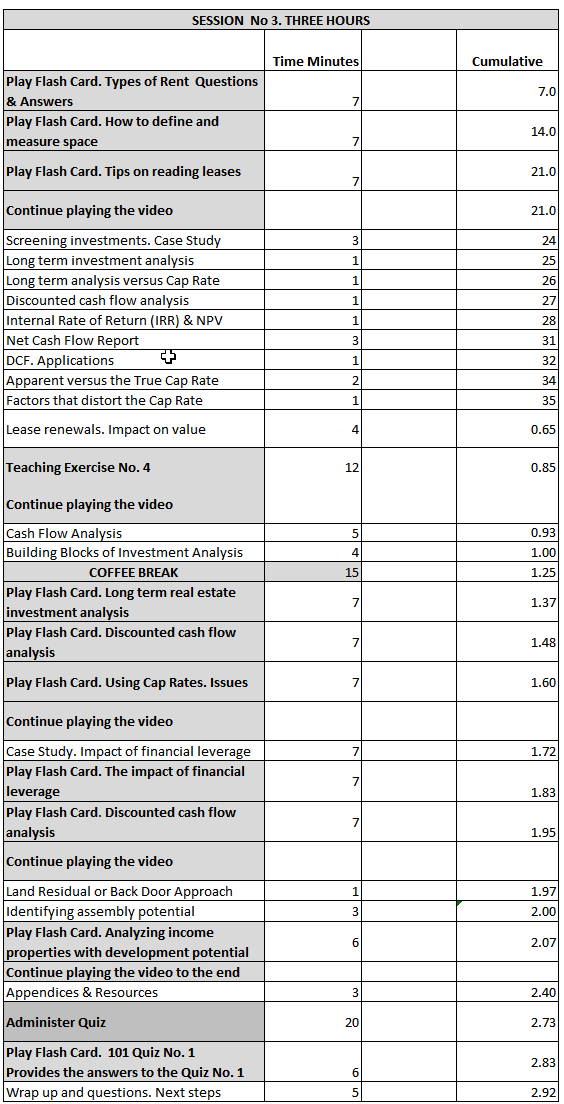 SESSION No 3. THREE HOURS
Time Minutes Cumulative
Play Flash Card. Types of Rent Questions
& Answers 7 7.0
Play Flash Card. How to define and
measure space 7 14.0
Play Flash Card. Tips on reading leases 7 21.0
Continue playing the video 21.0
Screening investments. Case Study 3 24
Long term investment analysis 1 25
Long term analysis versus Cap Rate 1 26
Discounted cash flow analysis 1 27
Internal Rate of Return (IRR) & NPV 1 28
Net Cash Flow Report 3 31
DCF. Applications 1 32
Apparent versus the True Cap Rate 2 34
Factors that distort the Cap Rate 1 35
Lease renewals. Impact on value 4 0.65
Teaching Exercise No. 4 12 0.85
Continue playing the video
Cash Flow Analysis 5 0.93
Building Blocks of Investment Analysis 4 1.00
COFFEE BREAK 15 1.25
Play Flash Card. Long term real estate
investment analysis 7 1.37
Play Flash Card. Discounted cash flow
analysis 7 1.48
Play Flash Card. Using Cap Rates. Issues 7 1.60
Continue playing the video
Case Study. Impact of financial leverage 7 1.72
Play Flash Card. The impact of financial
leverage 7 1.83
Play Flash Card. Discounted cash flow
analysis 7 1.95
Continue playing the video
Land Residual or Back Door Approach 1 1.97
Identifying assembly potential 3 2.00
Play Flash Card. Analyzing income
properties with development potential 6 2.07
Continue playing the video to the end
Appendices & Resources 3 2.40
Administer Quiz 20 2.73
Play Flash Card. 101 Quiz No. 1
Provides the answers to the Quiz No. 1 6 2.83
Wrap up and questions. Next steps 5 2.92